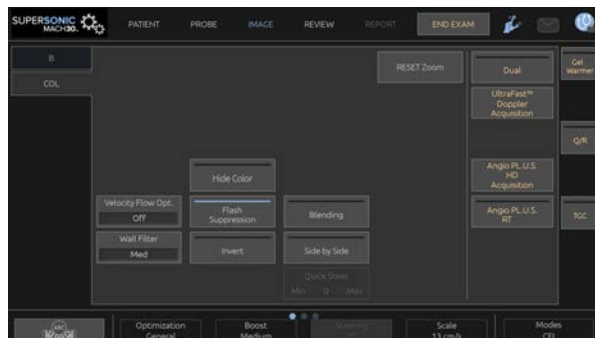 SUPERSONIC
MACH30.
PATIENT
PROBE
IMAGE
REVIEW
REPORT
END EXAM
B
COL
RESET Zoom
Dual
Gel
Warmer
UltraFast™
Doppler
Acquisition
Q/R
Hide Color
Angio PL.U.S.
HD
Acquisition
Velocity Flow Opt.
Off
Flash
Suppression
Blending
Angio PL.U.S.
RT
TGC
Wall Filter
Med
Invert
Side by Side
Quick Steer
Min 0 Max
Optimization
General
Boost
Medium
Steering
Scale
13 cm/s
Modes
CFI